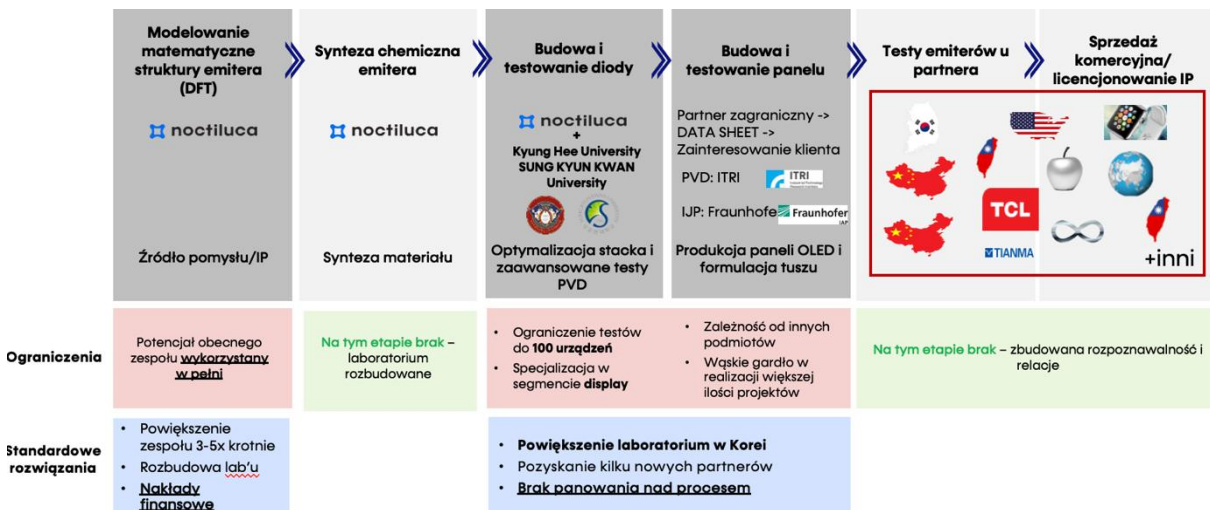 Modelowanie
matematyczne
struktury emitera
(DFT)
noctiluca
Źródło pomysłu/IP
Synteza chemiczna
emitera
noctiluca
Synteza materiału
Budowa i
testowanie diody
noctiluca
+
Kyung Hee University
SUNG KYUN KWAN
University
Optymalizacja stacka i
zaawansowane testy
PVD
Budowa i
testowanie panelu
Partner zagraniczny ->
DATA SHEET ->
Zainteresowanie klienta
PVD: ITRI
ITRI
IJP: Fraunhofe
Fraunhofer
IAP
Produkcja paneli OLED i
formulacja tuszu
Testy emiterów u
partnera
Sprzedaż
komercyjna/
licencjonowanie IP
TCL
TIANMA
+inni
Ograniczenia
Potencjał obecnego
zespołu wykorzystany
w pełni
Na tym etapie brak –
laboratorium
rozbudowane
• Ograniczenie testów
do 100 urządzeń
• Specjalizacja w
segmencie display
• Zależność od innych
podmiotów
• Wąskie gardło w
realizacji większej
ilości projektów
Na tym etapie brak – zbudowana rozpoznawalność i
relacje
Standardowe
rozwiązania
• Powiększenie
zespołu 3-5x krotnie
• Rozbudowa lab'u
• Nakłady
finansowe
• Powiększenie laboratorium w Korei
• Pozyskanie kilku nowych partnerów
• Brak panowania nad procesem